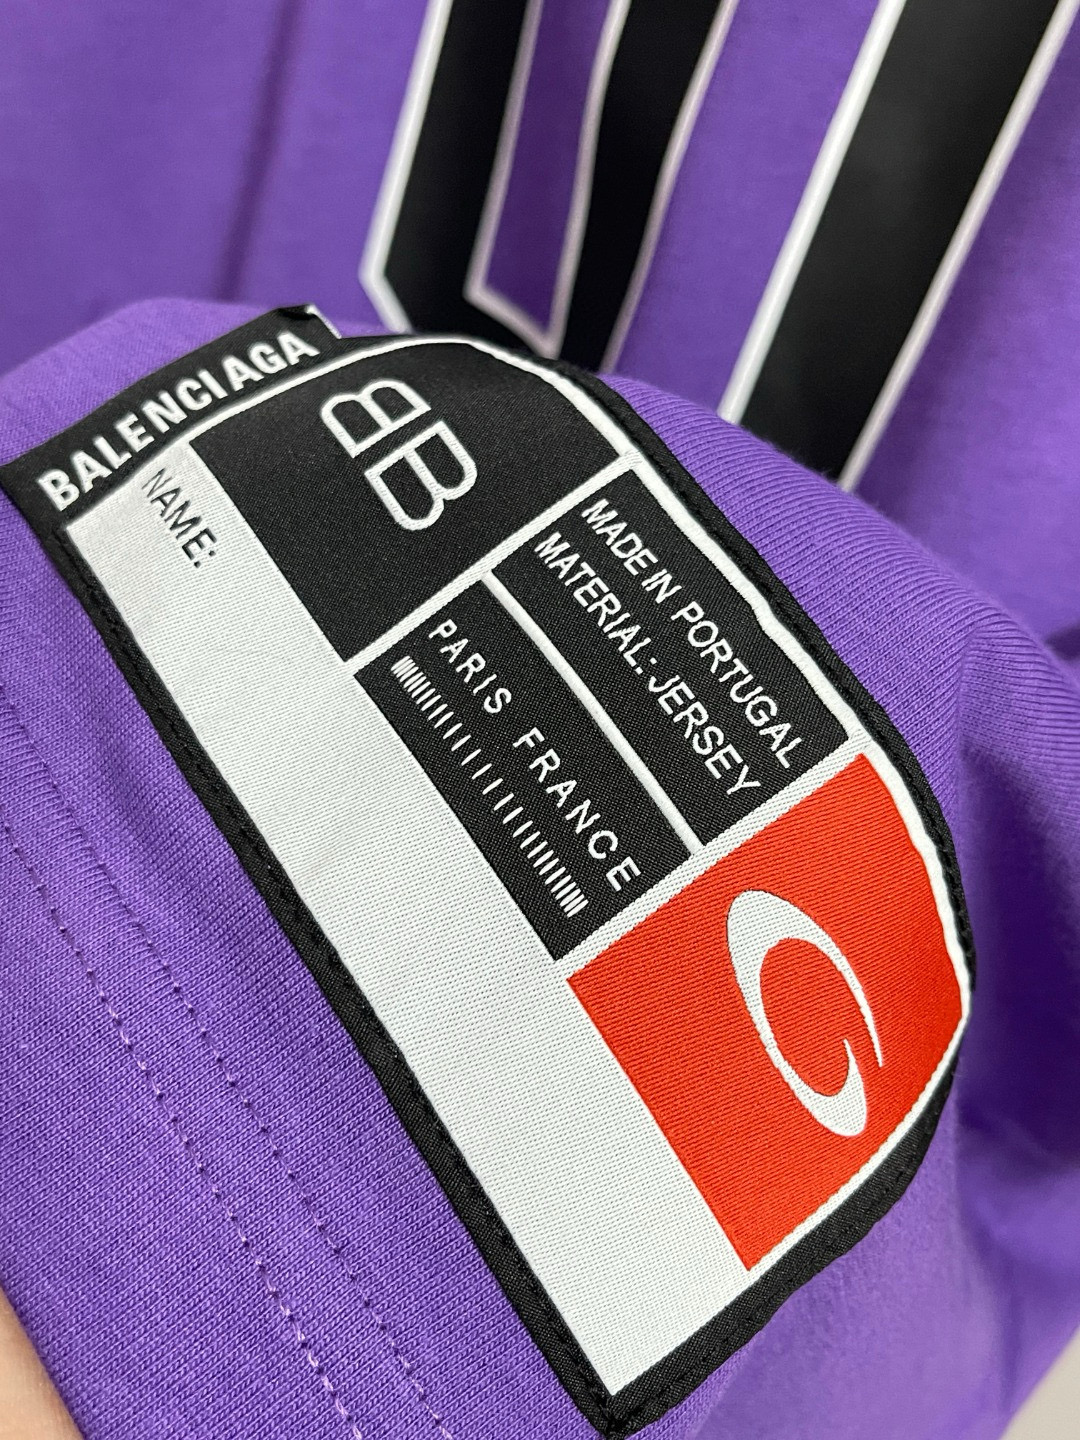 BALENCIAGA
NAME:
BB
MADE IN PORTUGAL
MATERIAL: JERSEY
PARIS FRANCE